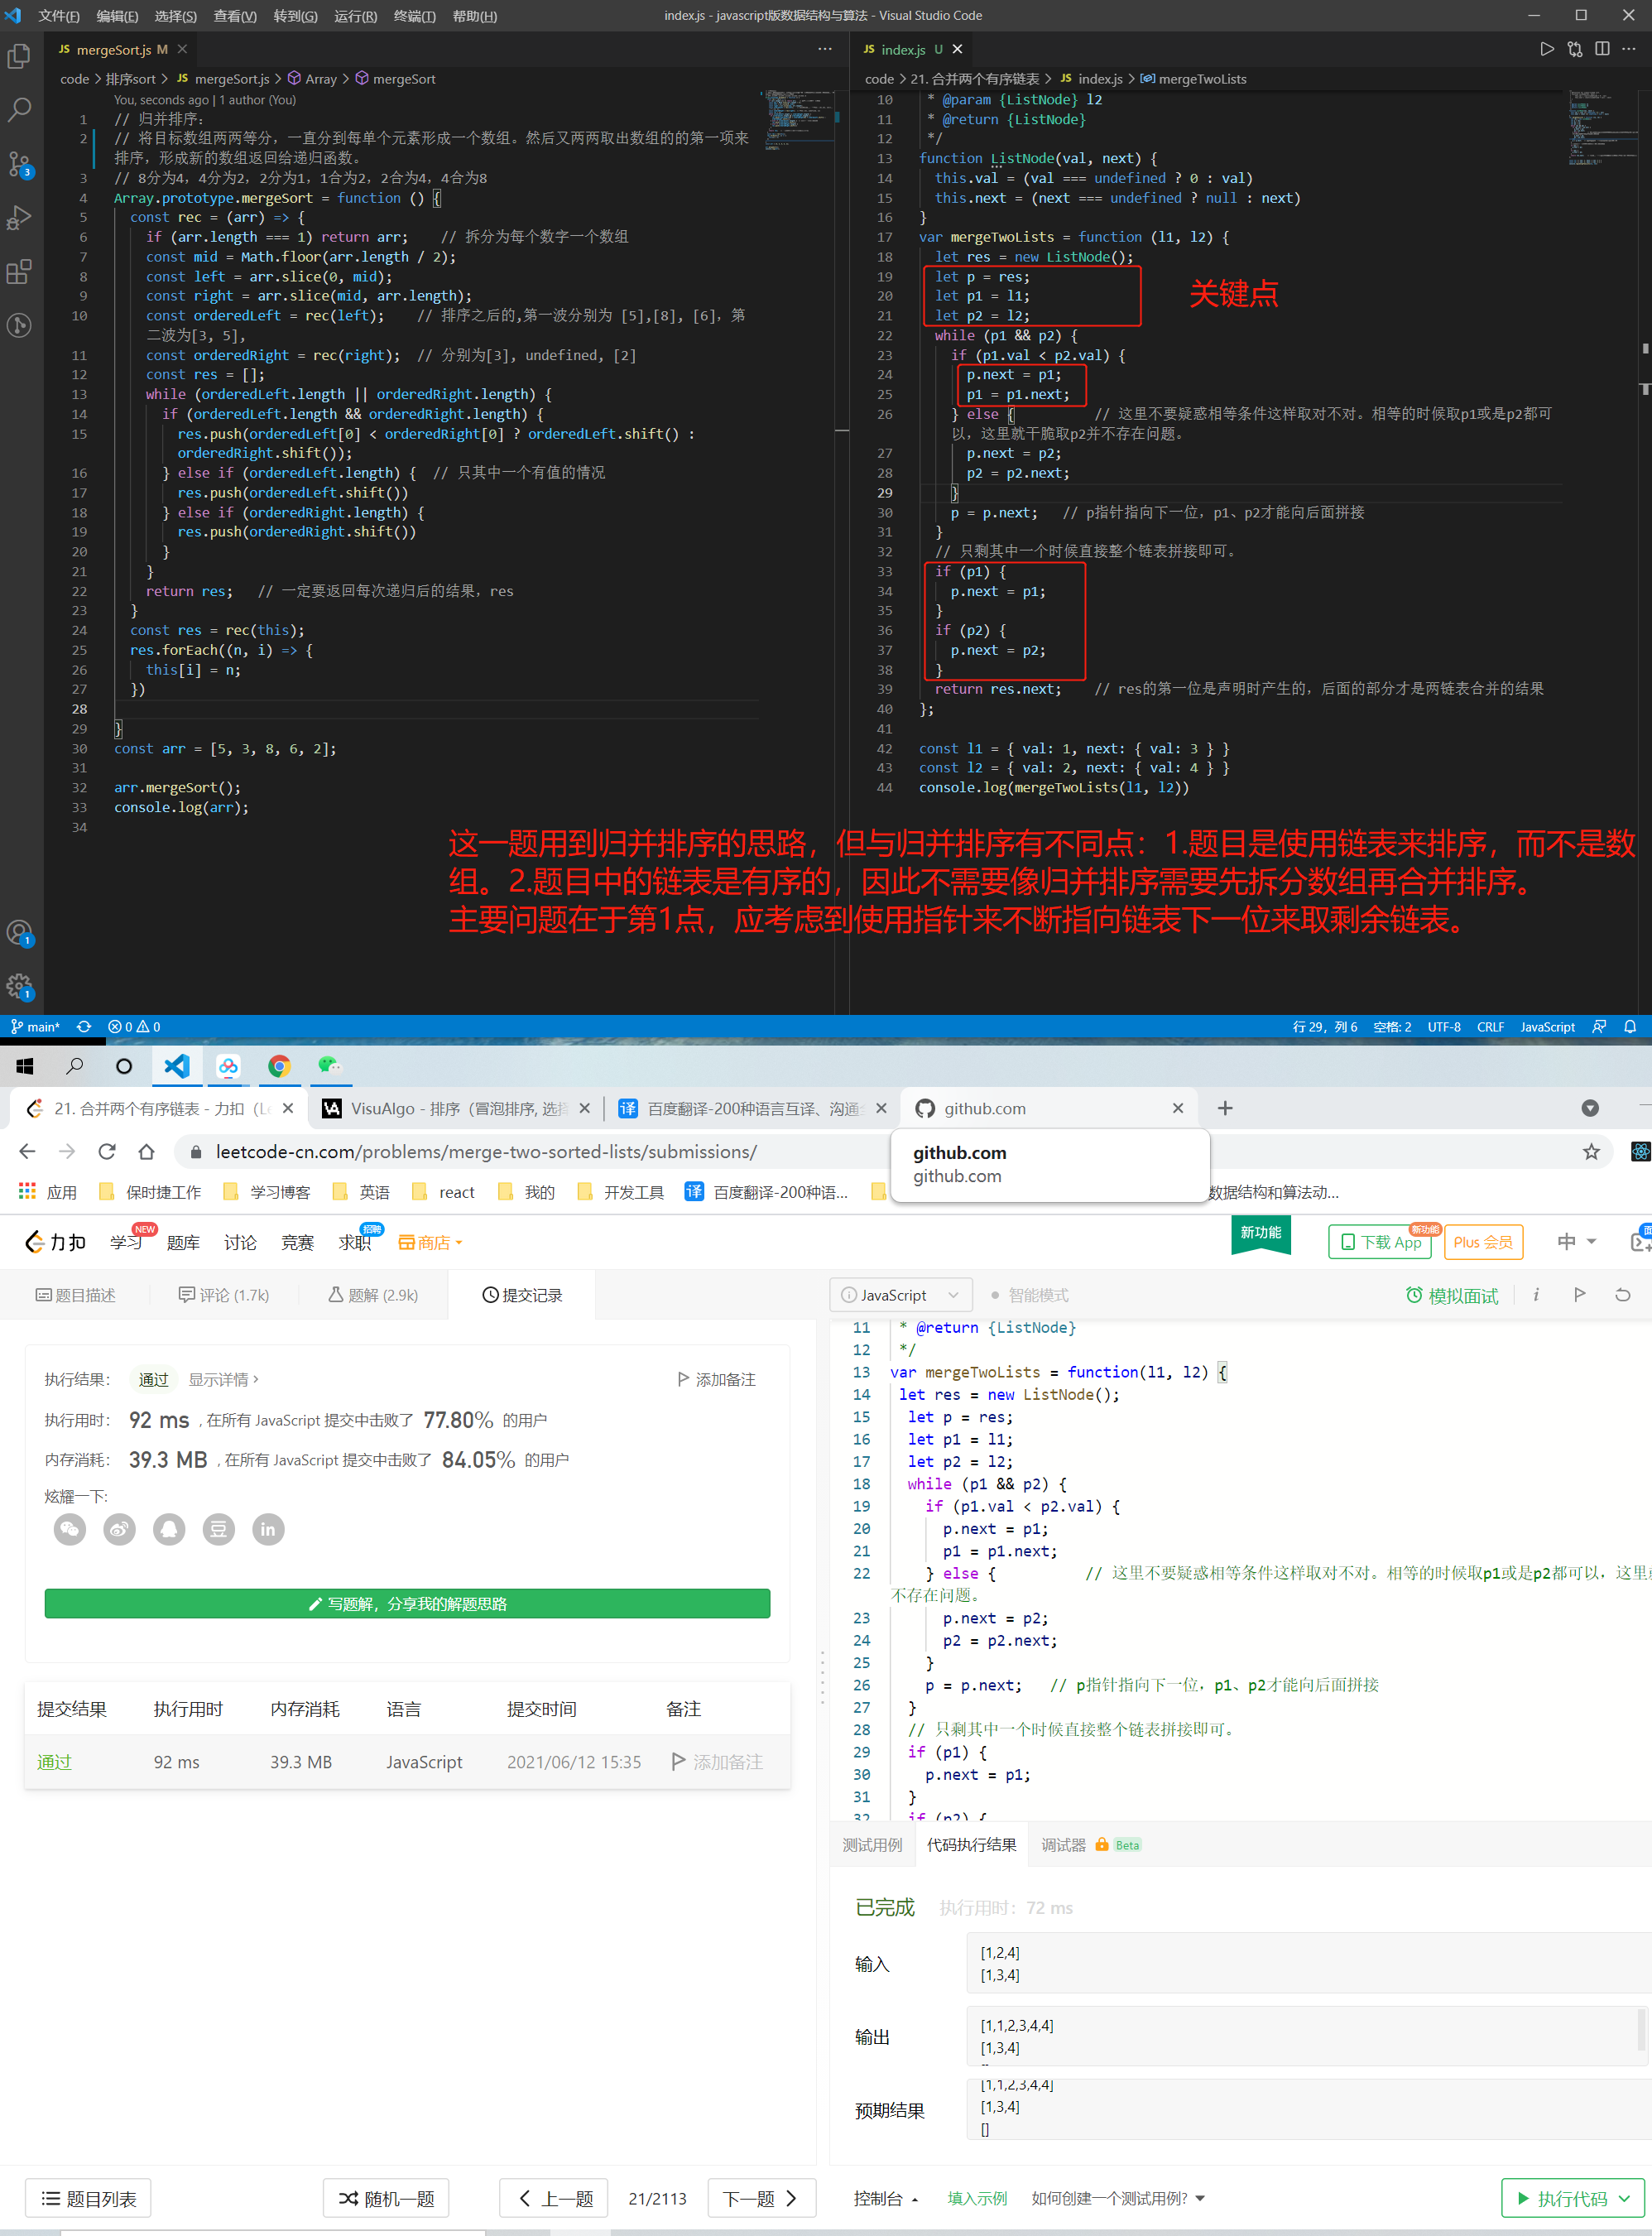 文件(F) 编辑(E) 选择(S) 查看(V) 转到(G) 运行(R) 终端(T) 帮助(H) index.js - javascript版数据结构与算法 - Visual Studio Code
JS mergeSort.js M
code > 排序sort > JS mergeSort.js > Array > mergeSort
You, seconds ago | 1 author (You)
1 // 归并排序：
2 // 将目标数组两两等分，一直分到每单个元素形成一个数组。然后又两两取出数组的的第一项来
排序，形成新的数组返回给递归函数。
3 // 8分为4，4分为2，2分为1，1合为2，2合为4，4合为8
4 Array.prototype.mergeSort = function () {
5 const rec = (arr) => {
6 if (arr.length === 1) return arr; // 拆分为每个数字一个数组
7 const mid = Math.floor(arr.length / 2);
8 const left = arr.slice(0, mid);
9 const right = arr.slice(mid, arr.length);
10 const orderedLeft = rec(left); // 排序之后的,第一波分别为 [5],[8], [6]，第
二波为[3, 5],
11 const orderedRight = rec(right); // 分别为[3], undefined, [2]
12 const res = [];
13 while (orderedLeft.length || orderedRight.length) {
14 if (orderedLeft.length && orderedRight.length) {
15 res.push(orderedLeft[0] < orderedRight[0] ? orderedLeft.shift() :
orderedRight.shift());
16 } else if (orderedLeft.length) { // 只其中一个有值的情况
17 res.push(orderedLeft.shift())
18 } else if (orderedRight.length) {
19 res.push(orderedRight.shift())
20 }
21 }
22 return res; // 一定要返回每次递归后的结果，res
23 }
24 const res = rec(this);
25 res.forEach((n, i) => {
26 this[i] = n;
27 })
28
29 }
30 const arr = [5, 3, 8, 6, 2];
31
32 arr.mergeSort();
33 console.log(arr);
34
JS index.js U
code > 21. 合并两个有序链表 > JS index.js > mergeTwoLists
10 * @param {ListNode} l2
11 * @return {ListNode}
12 */
13 function ListNode(val, next) {
14 this.val = (val === undefined ? 0 : val)
15 this.next = (next === undefined ? null : next)
16 }
17 var mergeTwoLists = function (l1, l2) {
18 let res = new ListNode();
19 let p = res;
20 let p1 = l1;
21 let p2 = l2;
关键点
22 while (p1 && p2) {
23 if (p1.val < p2.val) {
24 p.next = p1;
25 p1 = p1.next;
26 } else { // 这里不要疑惑相等条件这样取对不对。相等的时候取p1或是p2都可
以，这里就干脆取p2并不存在问题。
27 p.next = p2;
28 p2 = p2.next;
29 }
30 p = p.next; // p指针指向下一位，p1、p2才能向后面拼接
31 }
32 // 只剩其中一个时候直接整个链表拼接即可。
33 if (p1) {
34 p.next = p1;
35 }
36 if (p2) {
37 p.next = p2;
38 }
39 return res.next; // res的第一位是声明时产生的，后面的部分才是两链表合并的结果
40 };
41
42 const l1 = { val: 1, next: { val: 3 } }
43 const l2 = { val: 2, next: { val: 4 } }
44 console.log(mergeTwoLists(l1, l2))
这一题用到归并排序的思路，但与归并排序有不同点：1.题目是使用链表来排序，而不是数
组。2.题目中的链表是有序的，因此不需要像归并排序需要先拆分数组再合并排序。
主要问题在于第1点，应考虑到使用指针来不断指向链表下一位来取剩余链表。
3
1
1
main* 0 0 行 29，列 6 空格: 2 UTF-8 CRLF JavaScript
21. 合并两个有序链表 - 力扣 VisuAlgo - 排序（冒泡排序, 选择 译 百度翻译-200种语言互译、沟通全 github.com
leetcode-cn.com/problems/merge-two-sorted-lists/submissions/
github.com
github.com
应用 保时捷工作 学习博客 英语 react 我的 开发工具 译 百度翻译-200种语... 数据结构和算法动...
力扣 学习 NEW 题库 讨论 竞赛 求职 招聘 商店 新功能 下载 App 新功能 Plus 会员 中
题目描述 评论 (1.7k) 题解 (2.9k) 提交记录
执行结果： 通过 显示详情 > 添加备注
执行用时： 92 ms , 在所有 JavaScript 提交中击败了 77.80% 的用户
内存消耗： 39.3 MB , 在所有 JavaScript 提交中击败了 84.05% 的用户
炫耀一下:
豆 in
写题解，分享我的解题思路
提交结果 执行用时 内存消耗 语言 提交时间 备注
通过 92 ms 39.3 MB JavaScript 2021/06/12 15:35 添加备注
JavaScript 智能模式 模拟面试 i
11 * @return {ListNode}
12 */
13 var mergeTwoLists = function(l1, l2) {
14 let res = new ListNode();
15 let p = res;
16 let p1 = l1;
17 let p2 = l2;
18 while (p1 && p2) {
19 if (p1.val < p2.val) {
20 p.next = p1;
21 p1 = p1.next;
22 } else { // 这里不要疑惑相等条件这样取对不对。相等的时候取p1或是p2都可以，这里
不存在问题。
23 p.next = p2;
24 p2 = p2.next;
25 }
26 p = p.next; // p指针指向下一位，p1、p2才能向后面拼接
27 }
28 // 只剩其中一个时候直接整个链表拼接即可。
29 if (p1) {
30 p.next = p1;
31 }
32 if (p2) {
测试用例 代码执行结果 调试器 Beta
已完成 执行用时：72 ms
输入
[1,2,4]
[1,3,4]
输出
[1,1,2,3,4,4]
[1,3,4]
预期结果
[1,1,2,3,4,4]
[1,3,4]
[]
题目列表 随机一题 上一题 21/2113 下一题 控制台 填入示例 如何创建一个测试用例? 执行代码